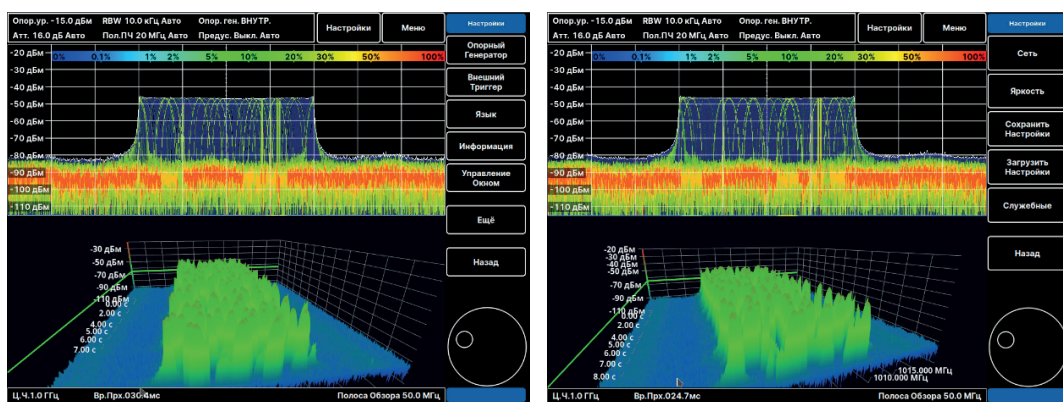 Опор.ур. -15.0 дБм RBW 10.0 кГц Авто Опор. ген. ВНУТР.
Атт. 16.0 дБ Авто Пол.ПЧ 20 МГц Авто Предус. Выкл. Авто
Настройки
Меню
Настройки
-20 дБм
0%
0.1%
1%
2%
5%
10%
20%
30%
50%
100%
-30 дБм
-40 дБм
-50 дБм
-60 дБм
-70 дБм
-80 дБм
-90 дБм
-100 дБм
-110 дБм
Опорный
Генератор
Внешний
Триггер
Язык
Информация
Управление
Окном
Ещё
Назад
-30 дБм
-50 дБм
-70 дБм
-90 дБм
-110 дБм
0.00 с
2.00 с
4.00 с
5.00 с
6.00 с
7.00 с
Ц.Ч.1.0 ГГц
Вр.Прх.030.4мс
Полоса Обзора 50.0 МГц
Опор.ур. -15.0 дБм RBW 10.0 кГц Авто Опор. ген. ВНУТР.
Атт. 16.0 дБ Авто Пол.ПЧ 20 МГц Авто Предус. Выкл. Авто
Настройки
Меню
Настройки
-20 дБм
0%
0.1%
1%
2%
5%
10%
20%
30%
50%
100%
-30 дБм
-40 дБм
-50 дБм
-60 дБм
-70 дБм
-80 дБм
-90 дБм
-100 дБм
-110 дБм
Сеть
Яркость
Сохранить
Настройки
Загрузить
Настройки
Служебные
Назад
-20 дБм
-30 дБм
-40 дБм
-50 дБм
-70 дБм
-90 дБм
-110 дБм
0.00 с
2.00 с
4.00 с
5.00 с
6.00 с
7.00 с
8.00 с
1015.000 МГц
1010.000 МГц
Ц.Ч.1.0 ГГц
Вр.Прх.024.7мс
Полоса Обзора 50.0 МГц